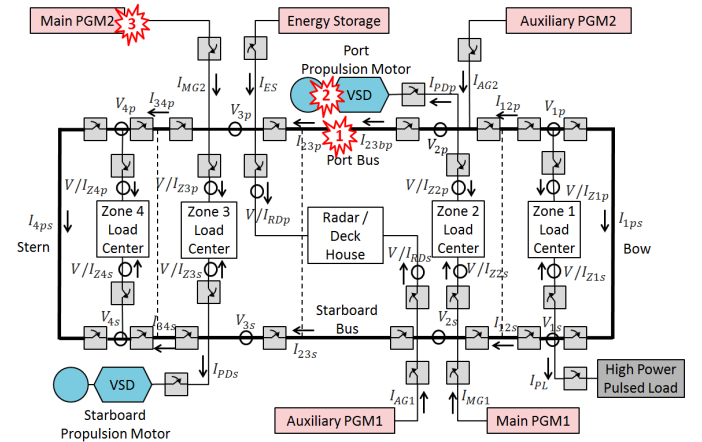 Main PGM2
3
Energy Storage
Auxiliary PGM2
Port
Propulsion Motor
I_MG2
I_ES
2
VSD
I_PDp
I_AG2
V_4p
I_34p
V_3p
I_12p
V_1p
1
I_23p
I_23bp
V_2p
Port Bus
V/I_Z4p
V/I_Z3p
V/I_RDp
V/I_Z2p
V/I_Z1p
I_4ps
Stern
Zone 4
Load
Center
Zone 3
Load
Center
Radar /
Deck
House
Zone 2
Load
Center
Zone 1
Load
Center
I_1ps
Bow
V/I_Z4s
V/I_Z3s
V/I_RDs
V/I_Z2s
V/I_Z1s
Starboard
Bus
V_4s
I_34s
V_3s
I_23s
V_2s
I_12s
V_1s
VSD
I_PDs
Starboard
Propulsion Motor
I_AG1
I_MG1
I_PL
High Power
Pulsed Load
Auxiliary PGM1
Main PGM1